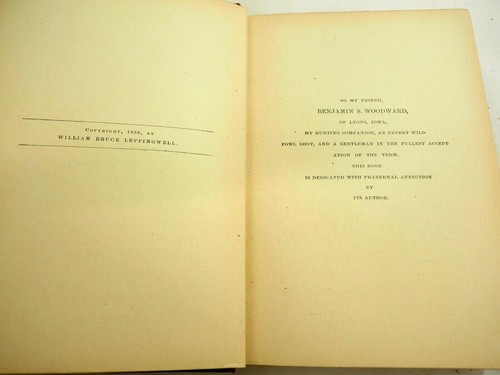 COPYRIGHT, 1888, BY
WILLIAM BRUCE LEFFINGWELL.
TO MY FRIEND,
BENJAMIN S. WOODWARD,
OF LYONS, IOWA,
MY HUNTING COMPANION, AN EXPERT WILD
FOWL SHOT, AND A GENTLEMAN IN THE FULLEST ACCEPT
ATION OF THE TERM.
THIS BOOK
IS DEDICATED WITH FRATERNAL AFFECTION
BY
ITS AUTHOR.